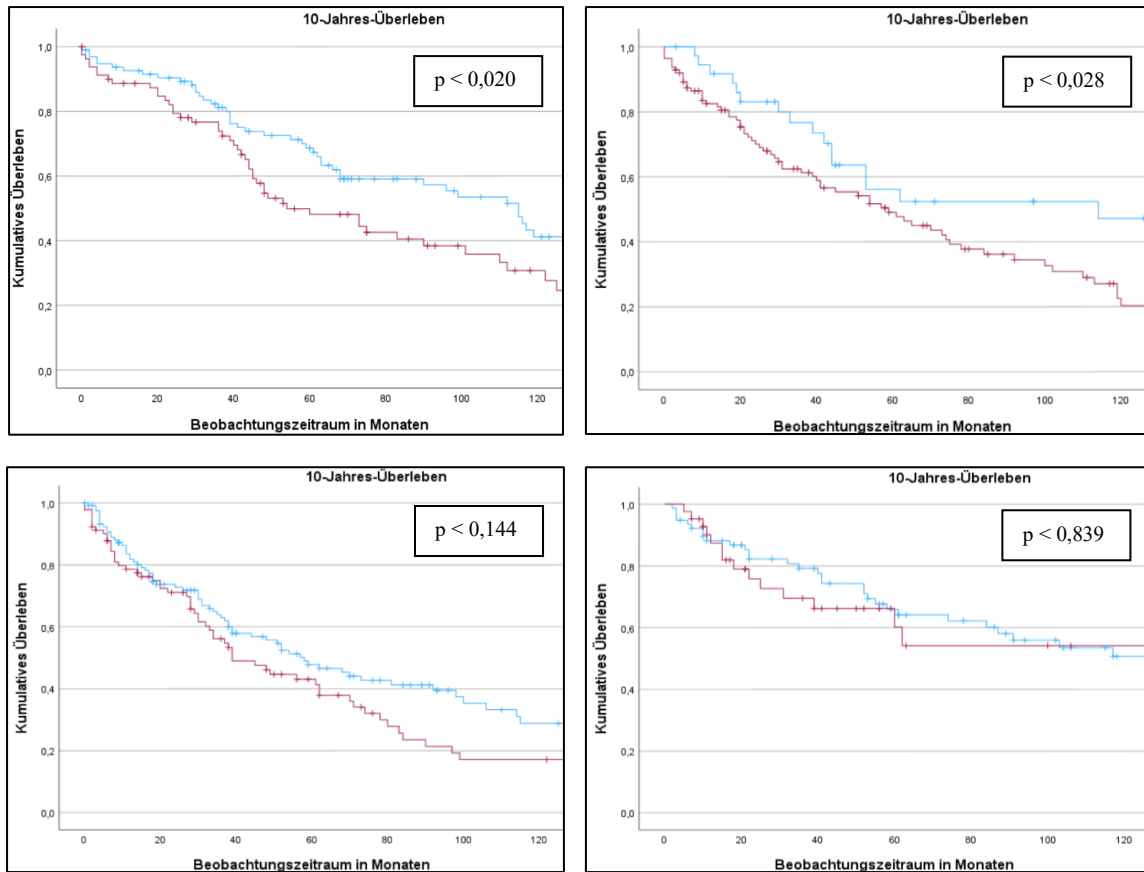 10-Jahres-Überleben
p < 0,020
Kumulatives Überleben
1,0
0,8
0,6
0,4
0,2
0,0
0 20 40 60 80 100 120
Beobachtungszeitraum in Monaten
10-Jahres-Überleben
p < 0,028
Kumulatives Überleben
1,0
0,8
0,6
0,4
0,2
0,0
0 20 40 60 80 100 120
Beobachtungszeitraum in Monaten
10-Jahres-Überleben
p < 0,144
Kumulatives Überleben
1,0
0,8
0,6
0,4
0,2
0,0
0 20 40 60 80 100 120
Beobachtungszeitraum in Monaten
10-Jahres-Überleben
p < 0,839
Kumulatives Überleben
1,0
0,8
0,6
0,4
0,2
0,0
0 20 40 60 80 100 120
Beobachtungszeitraum in Monaten